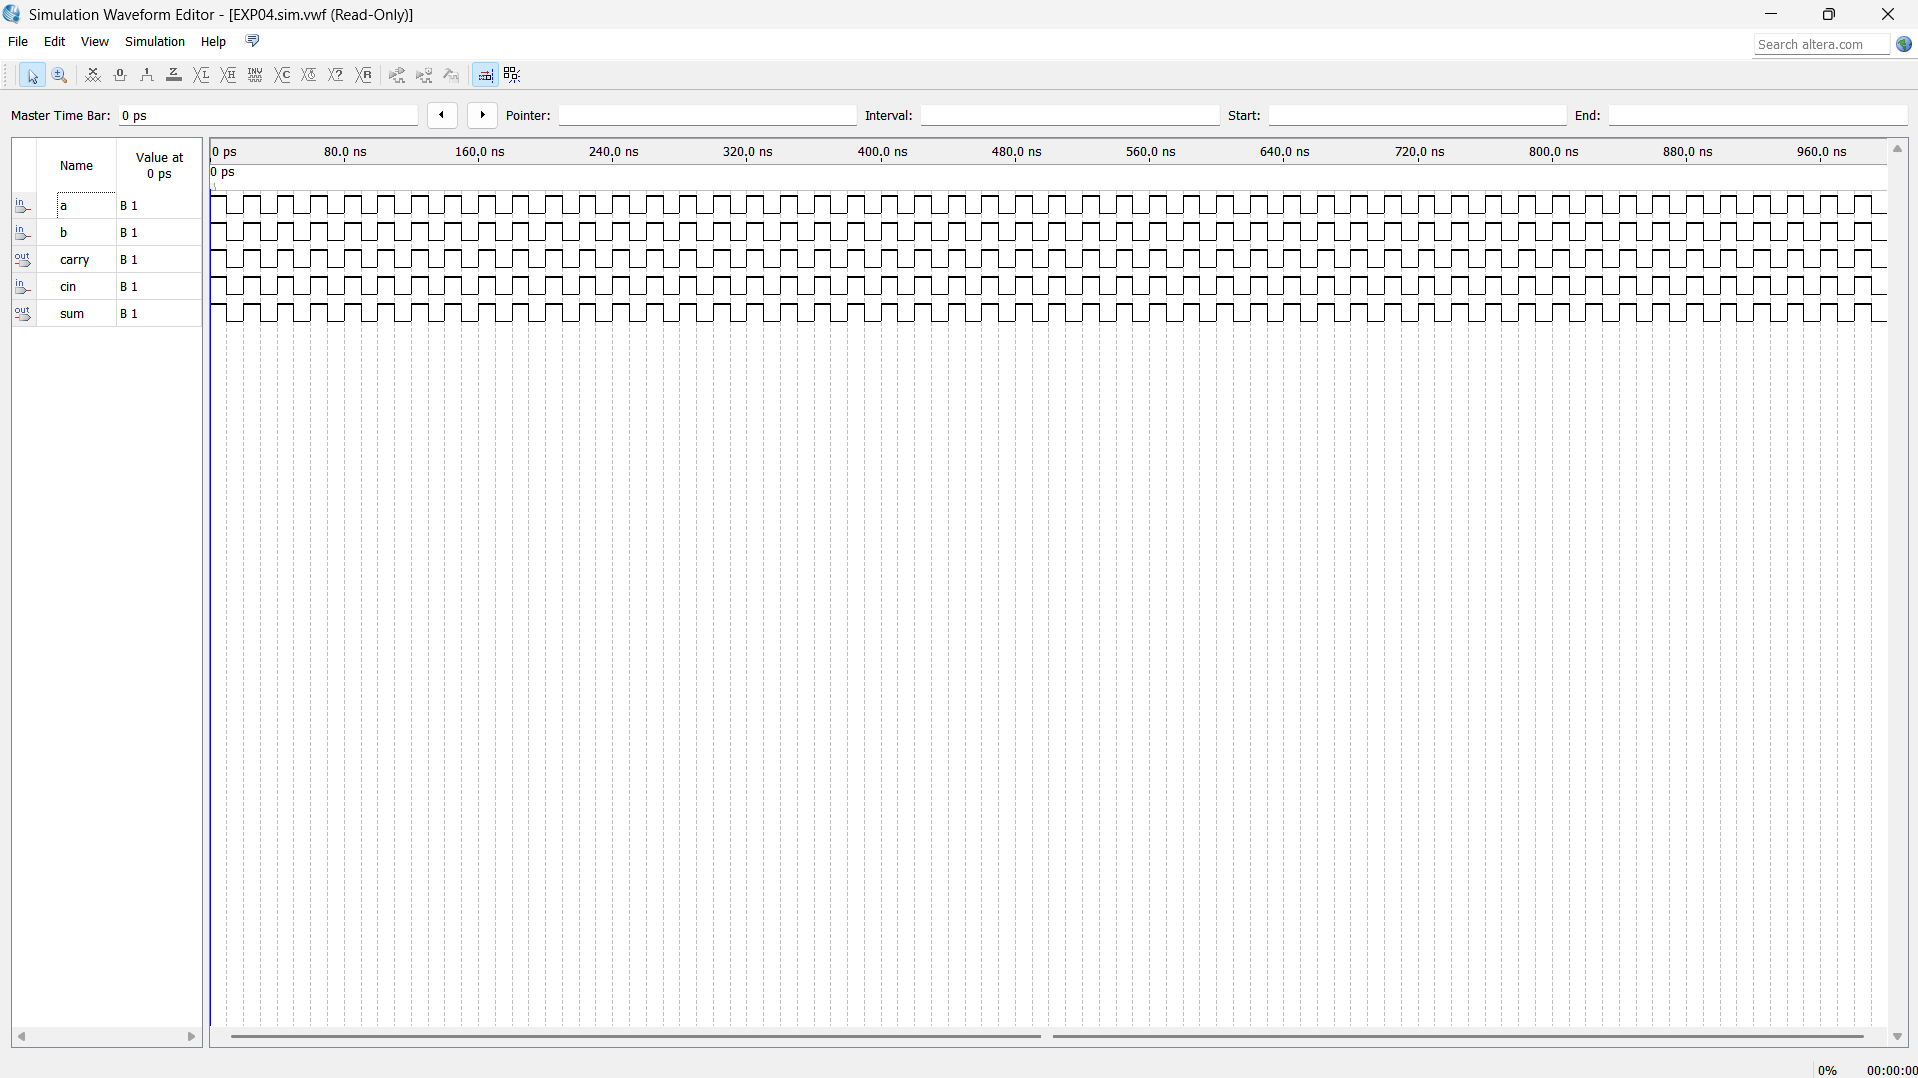 Simulation Waveform Editor - [EXP04.sim.vwf (Read-Only)]
File Edit View Simulation Help
Search altera.com
Master Time Bar: 0 ps Pointer: Interval: Start: End:
Name Value at 0 ps
0 ps 80.0 ns 160.0 ns 240.0 ns 320.0 ns 400.0 ns 480.0 ns 560.0 ns 640.0 ns 720.0 ns 800.0 ns 880.0 ns 960.0 ns
0 ps
in a B 1
in b B 1
out carry B 1
in cin B 1
out sum B 1
0% 00:00:00